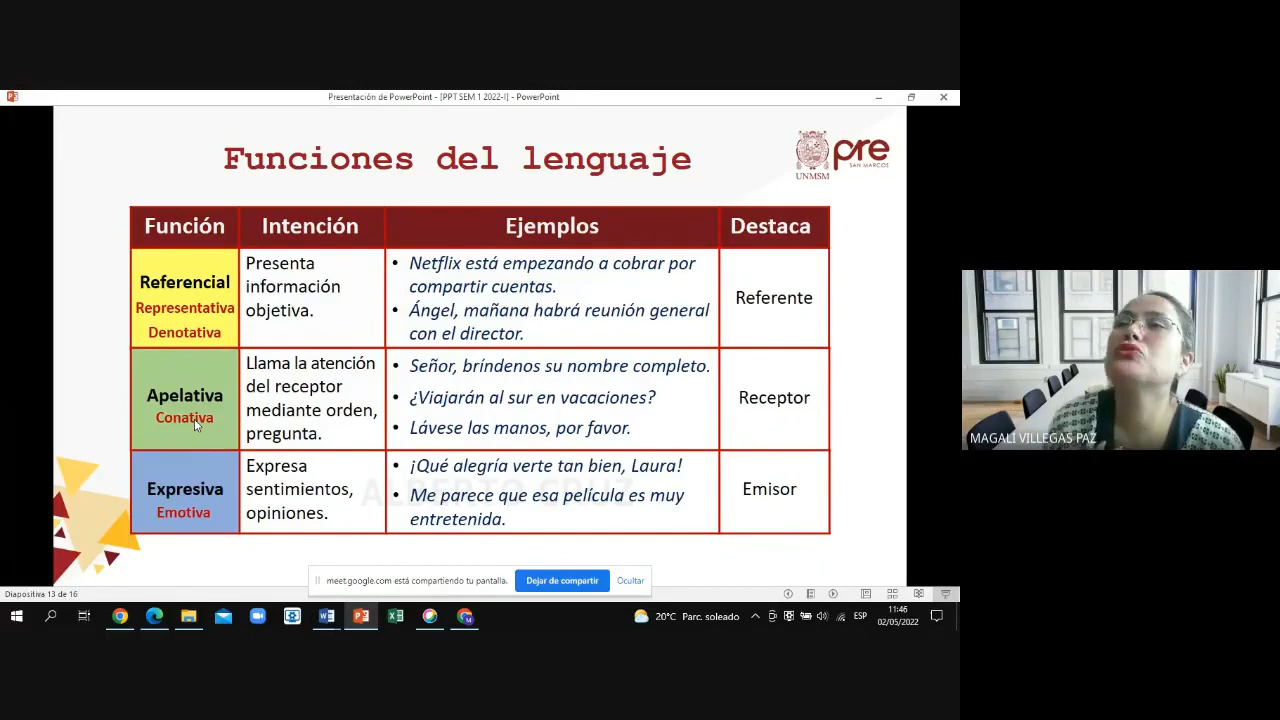 Presentación de PowerPoint - [PPT SEM 1 2022-I] - PowerPoint
Funciones del lenguaje
UNMSM
pre
SAN MARCOS
Función
Intención
Ejemplos
Destaca
Referencial
Representativa
Denotativa
Presenta
información
objetiva.
• Netflix está empezando a cobrar por
compartir cuentas.
• Ángel, mañana habrá reunión general
con el director.
Referente
Apelativa
Conativa
Llama la atención
del receptor
mediante orden,
pregunta.
• Señor, bríndenos su nombre completo.
• ¿Viajarán al sur en vacaciones?
• Lávese las manos, por favor.
Receptor
Expresiva
Emotiva
Expresa
sentimientos,
opiniones.
• ¡Qué alegría verte tan bien, Laura!
• Me parece que esa película es muy
entretenida.
Emisor
ALBERTO CRUZ
MAGALI VILLEGAS PAZ
meet.google.com está compartiendo tu pantalla.
Dejar de compartir
Ocultar
Diapositiva 13 de 16
20°C Parc. soleado
ESP
11:46
02/05/2022